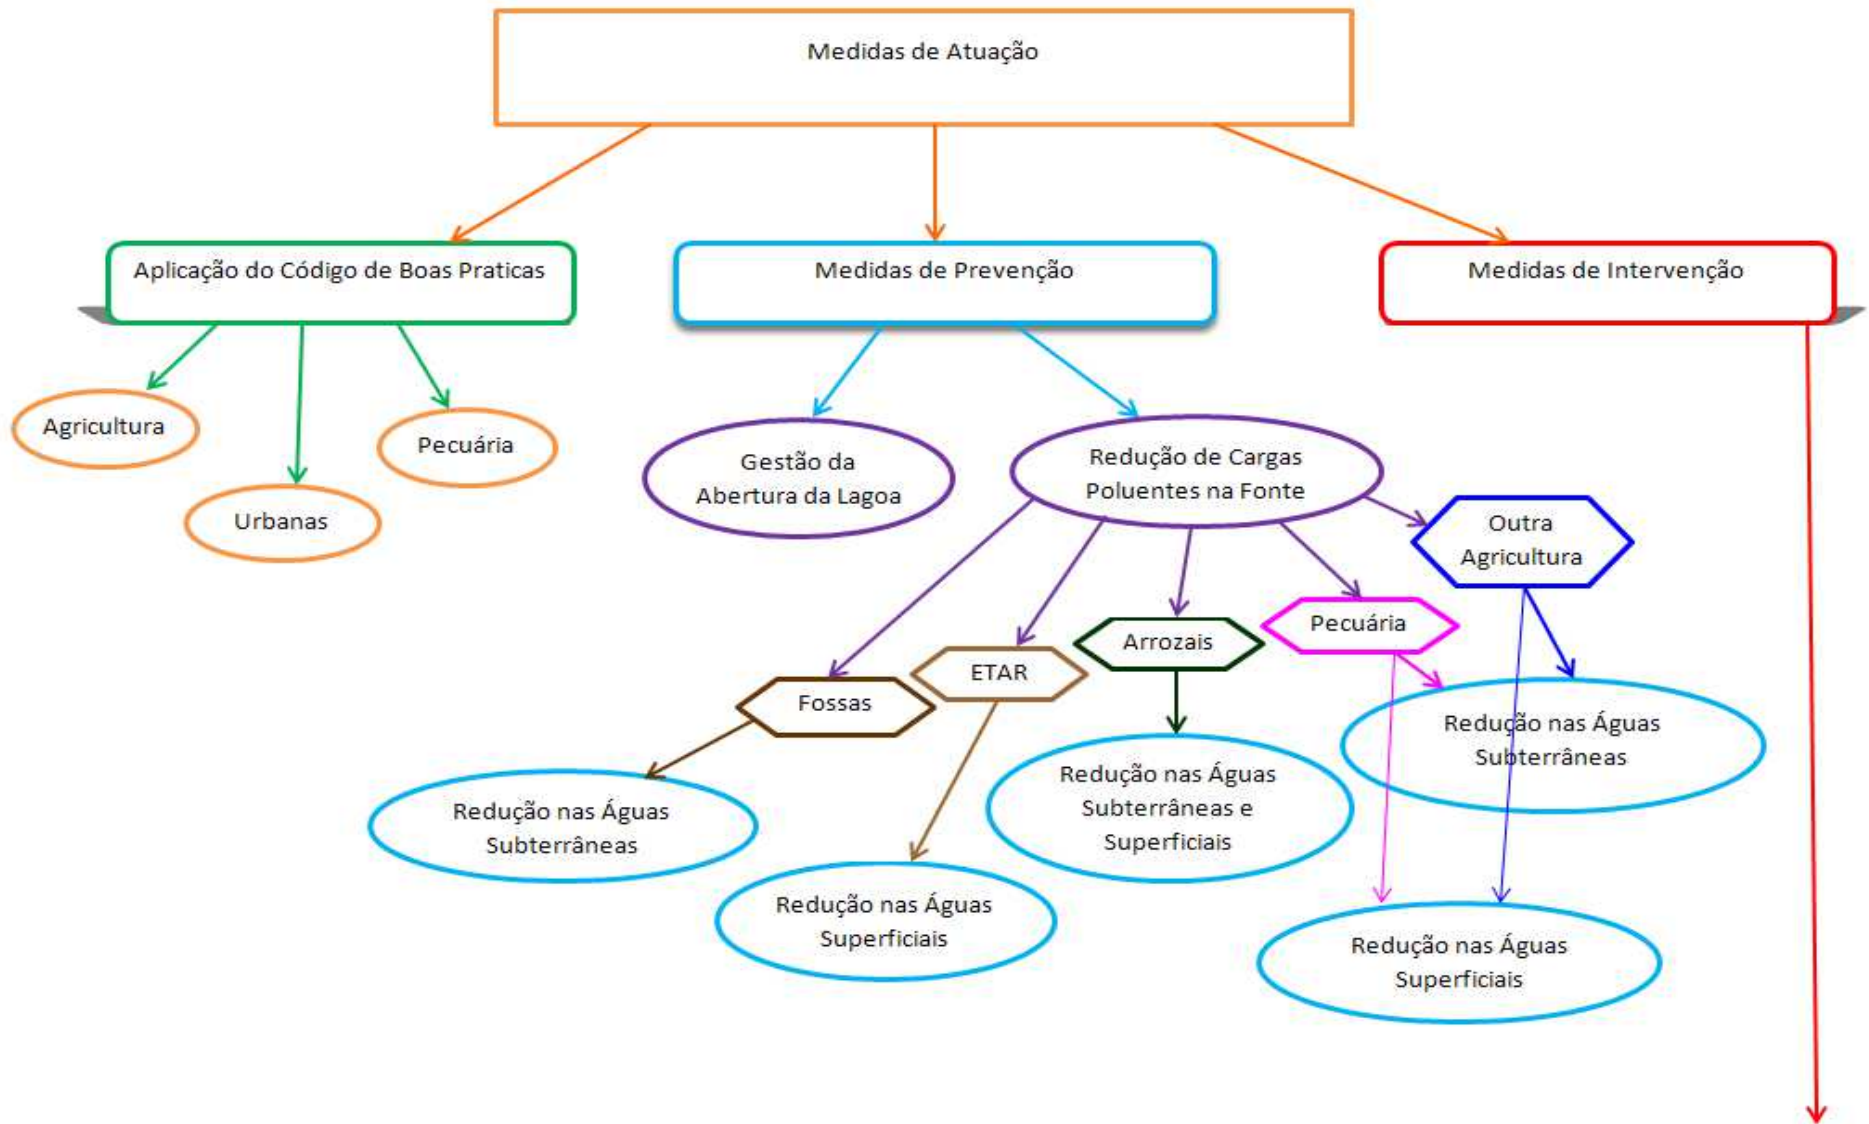 Medidas de Atuação
Aplicação do Código de Boas Praticas
Medidas de Prevenção
Medidas de Intervenção
Agricultura
Urbanas
Pecuária
Gestão da
Abertura da Lagoa
Redução de Cargas
Poluentes na Fonte
Outra
Agricultura
Pecuária
Arrozais
ETAR
Fossas
Redução nas Águas
Subterrâneas
Redução nas Águas
Superficiais
Redução nas Águas
Subterrâneas e
Superficiais
Redução nas Águas
Subterrâneas
Redução nas Águas
Superficiais